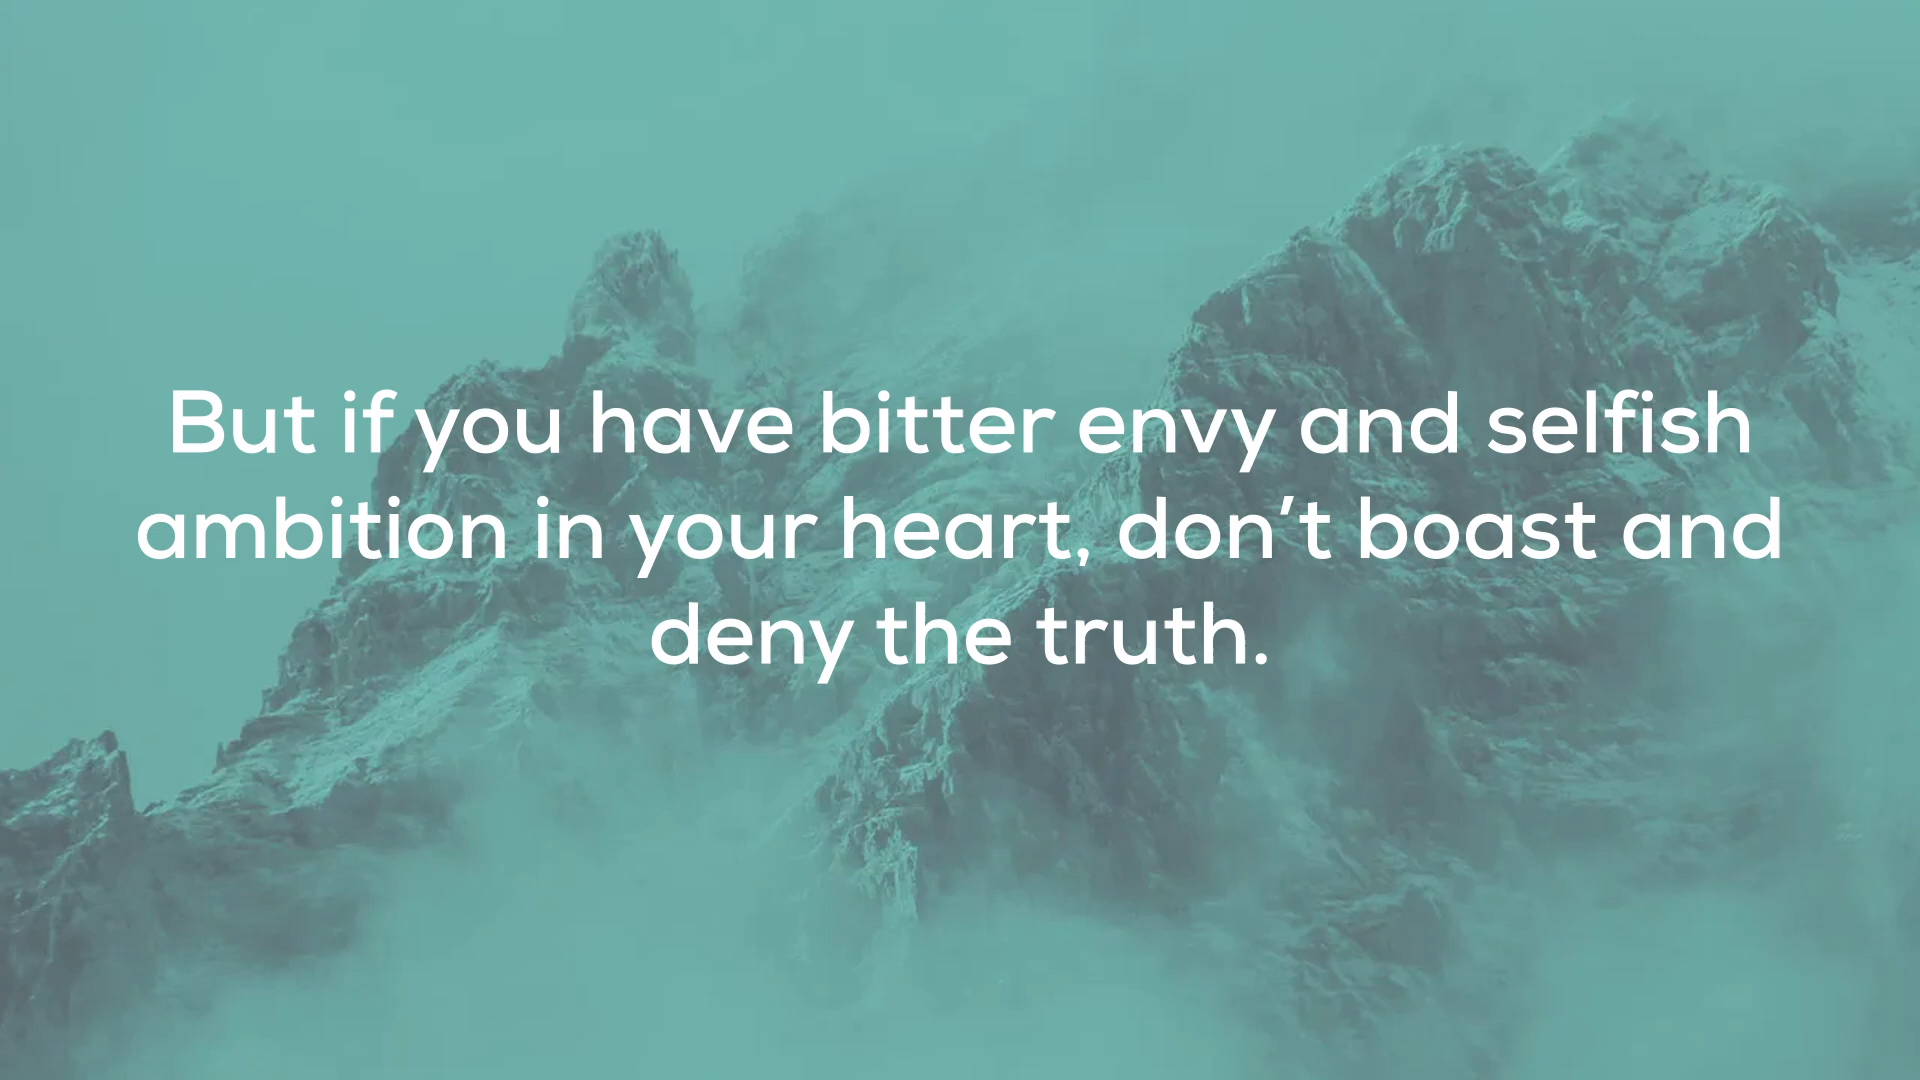 But if you have bitter envy and selfish
ambition in your heart, don’t boast and
deny the truth.